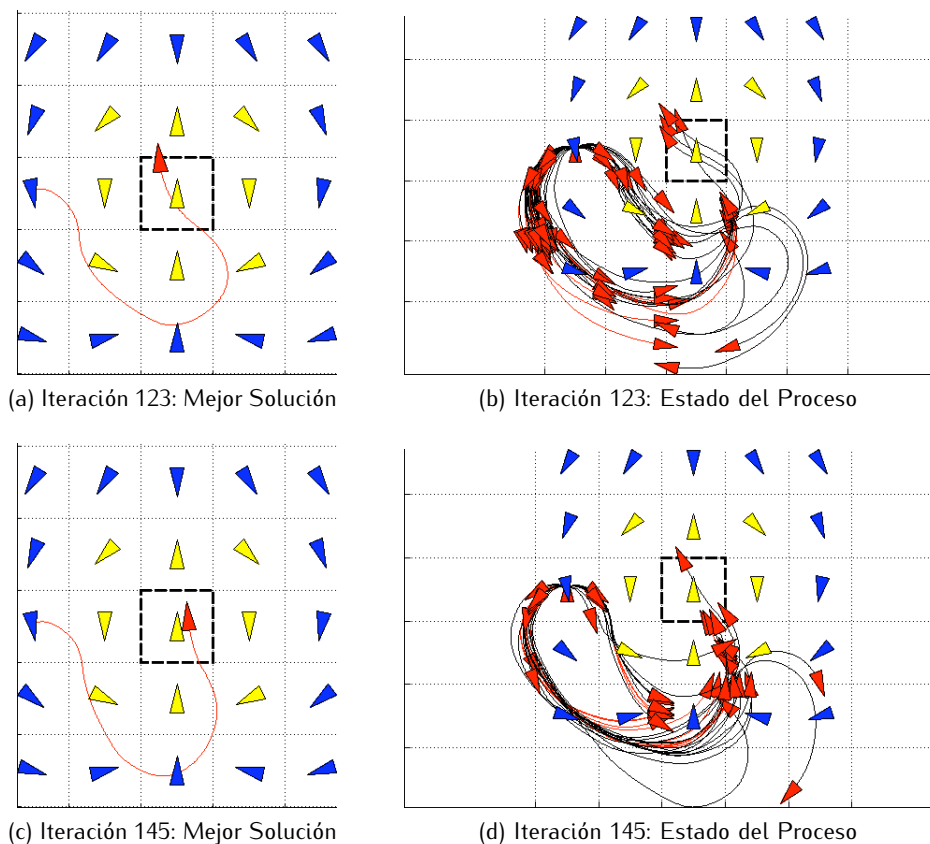 (a) Iteración 123: Mejor Solución
(b) Iteración 123: Estado del Proceso
(c) Iteración 145: Mejor Solución
(d) Iteración 145: Estado del Proceso